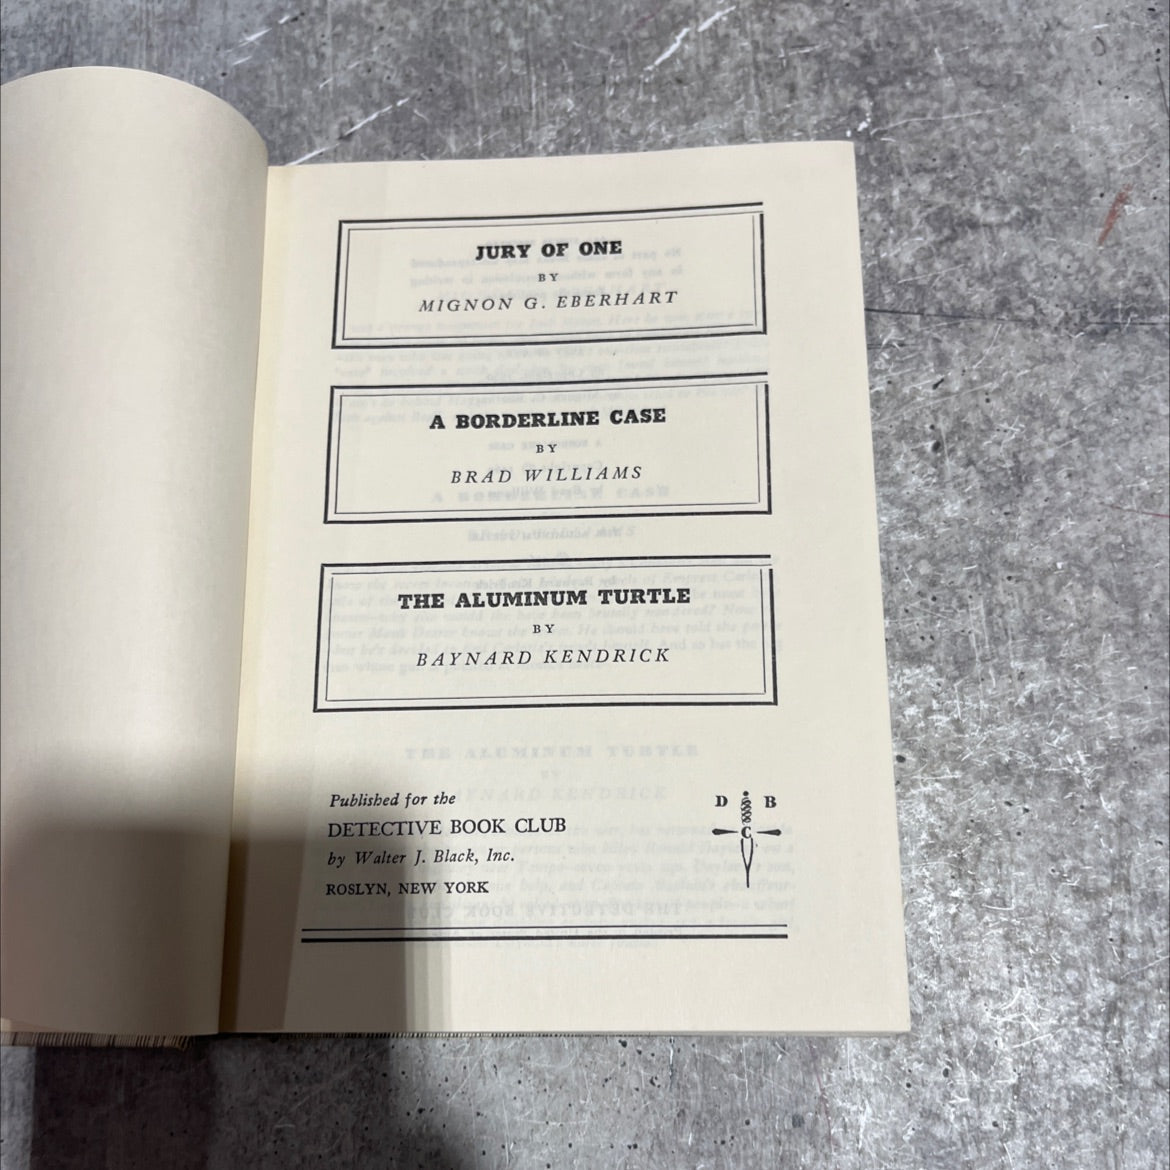 JURY OF ONE
BY
MIGNON G. EBERHART
A BORDERLINE CASE
BY
BRAD WILLIAMS
THE ALUMINUM TURTLE
BY
BAYNARD KENDRICK
Published for the
DETECTIVE BOOK CLUB
by Walter J. Black, Inc.
ROSLYN, NEW YORK
D B
C